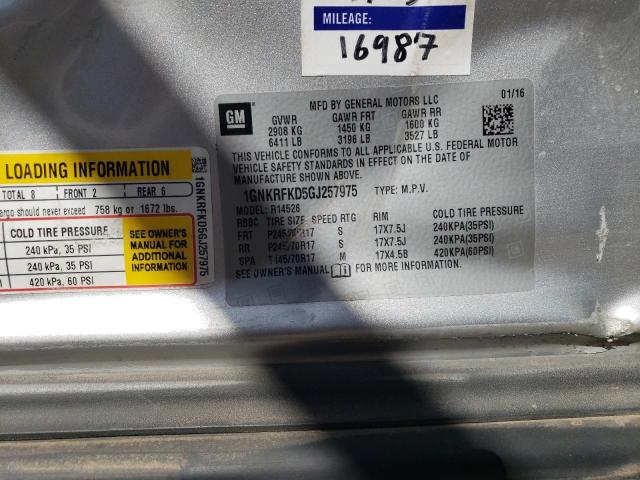 MILEAGE:
16987
GM
MFD BY GENERAL MOTORS LLC
01/16
GVWR GAWR FRT GAWR RR
2908 KG 1450 KG 1600 KG
6411 LB 3196 LB 3527 LB
THIS VEHICLE CONFORMS TO ALL APPLICABLE U.S. FEDERAL MOTOR
VEHICLE SAFETY STANDARDS IN EFFECT ON THE DATE OF
MANUFACTURE SHOWN ABOVE.
1GNKRFKD5GJ257975 TYPE: M.P.V.
MODEL: R14526
RBBC TIRE SIZE SPEED RTG RIM COLD TIRE PRESSURE
FRT S 17X7.5J 240KPA(35PSI)
RR P245/70R17 S 17X7.5J 240KPA(35PSI)
SPA T145/70R17 M 17X4.5B 420KPA(60PSI)
SEE OWNER'S MANUAL FOR MORE INFORMATION
LOADING INFORMATION
TOTAL 8 FRONT 2 REAR 6
argo should never exceed 758 kg or 1672 lbs.
COLD TIRE PRESSURE
240 kPa, 35 PSI
240 kPa, 35 PSI
420 kPa, 60 PSI
SEE OWNER'S
MANUAL FOR
ADDITIONAL
INFORMATION
1GNKRFKD5GJ257975